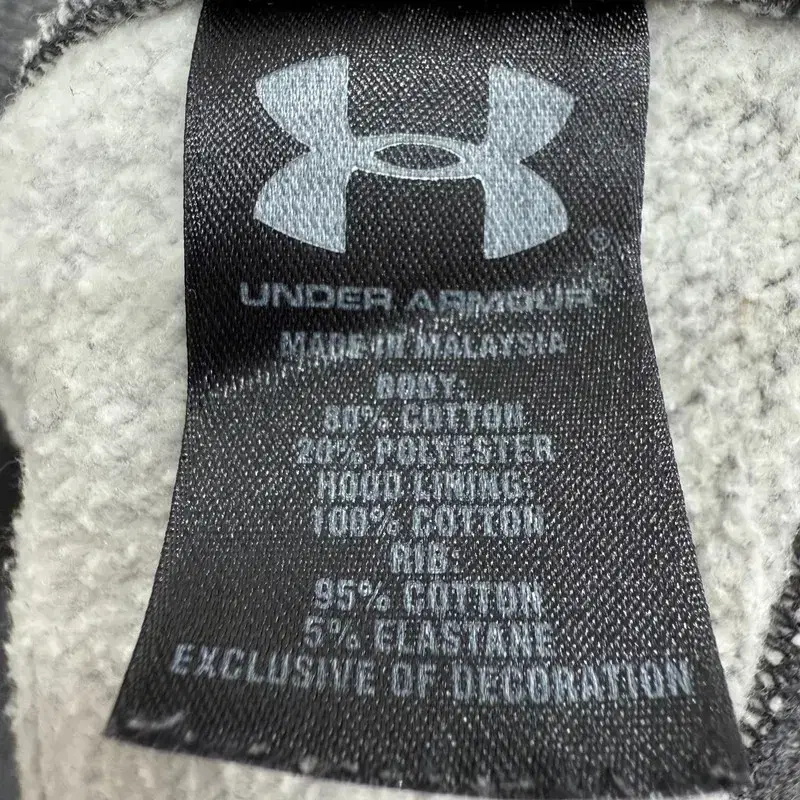 UNDER ARMOUR®
MADE IN MALAYSIA
BODY:
80% COTTON
20% POLYESTER
HOOD LINING:
100% COTTON
RIB:
95% COTTON
5% ELASTANE
EXCLUSIVE OF DECORATION